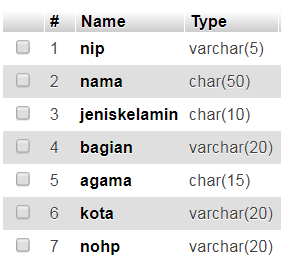 # Name Type
1 nip varchar(5)
2 nama char(50)
3 jeniskelamin char(10)
4 bagian varchar(20)
5 agama char(15)
6 kota varchar(20)
7 nohp varchar(20)